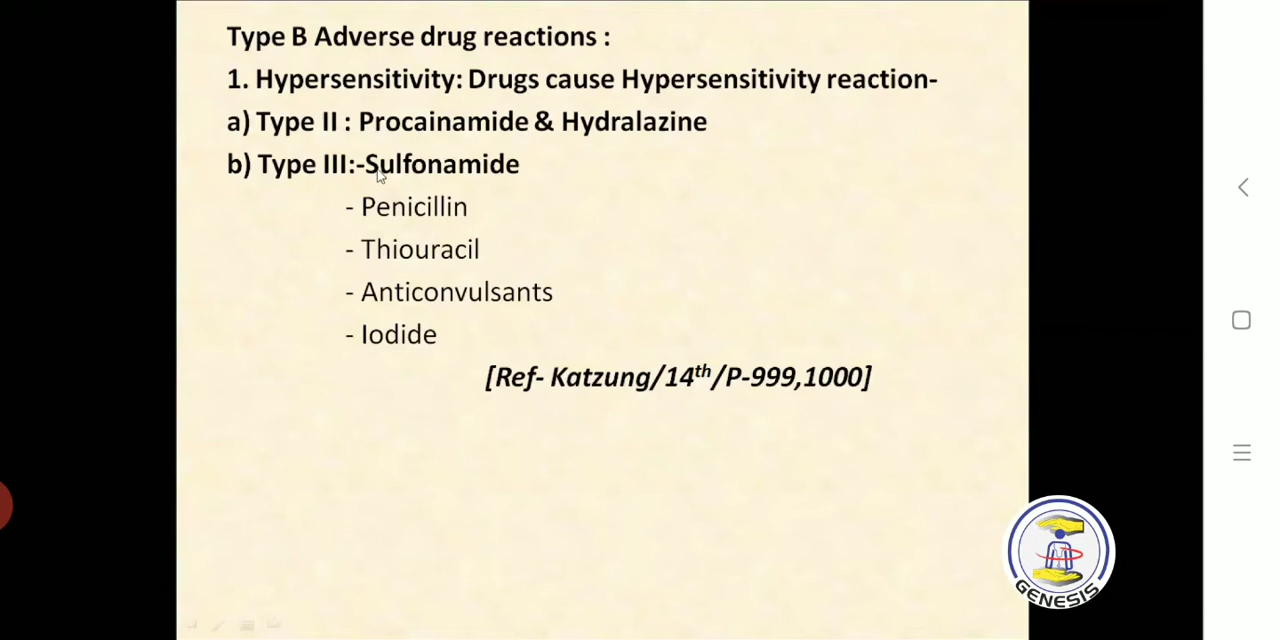 Type B Adverse drug reactions :
1. Hypersensitivity: Drugs cause Hypersensitivity reaction-
a) Type II : Procainamide & Hydralazine
b) Type III:-Sulfonamide
- Penicillin
- Thiouracil
- Anticonvulsants
- Iodide
[Ref- Katzung/14th/P-999,1000]
GENESIS